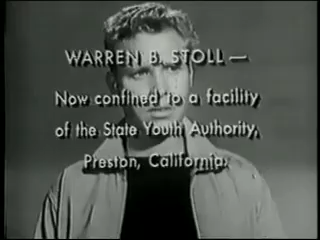 WARREN B. STOLL —
Now confined to a facility
of the State Youth Authority,
Preston, California.